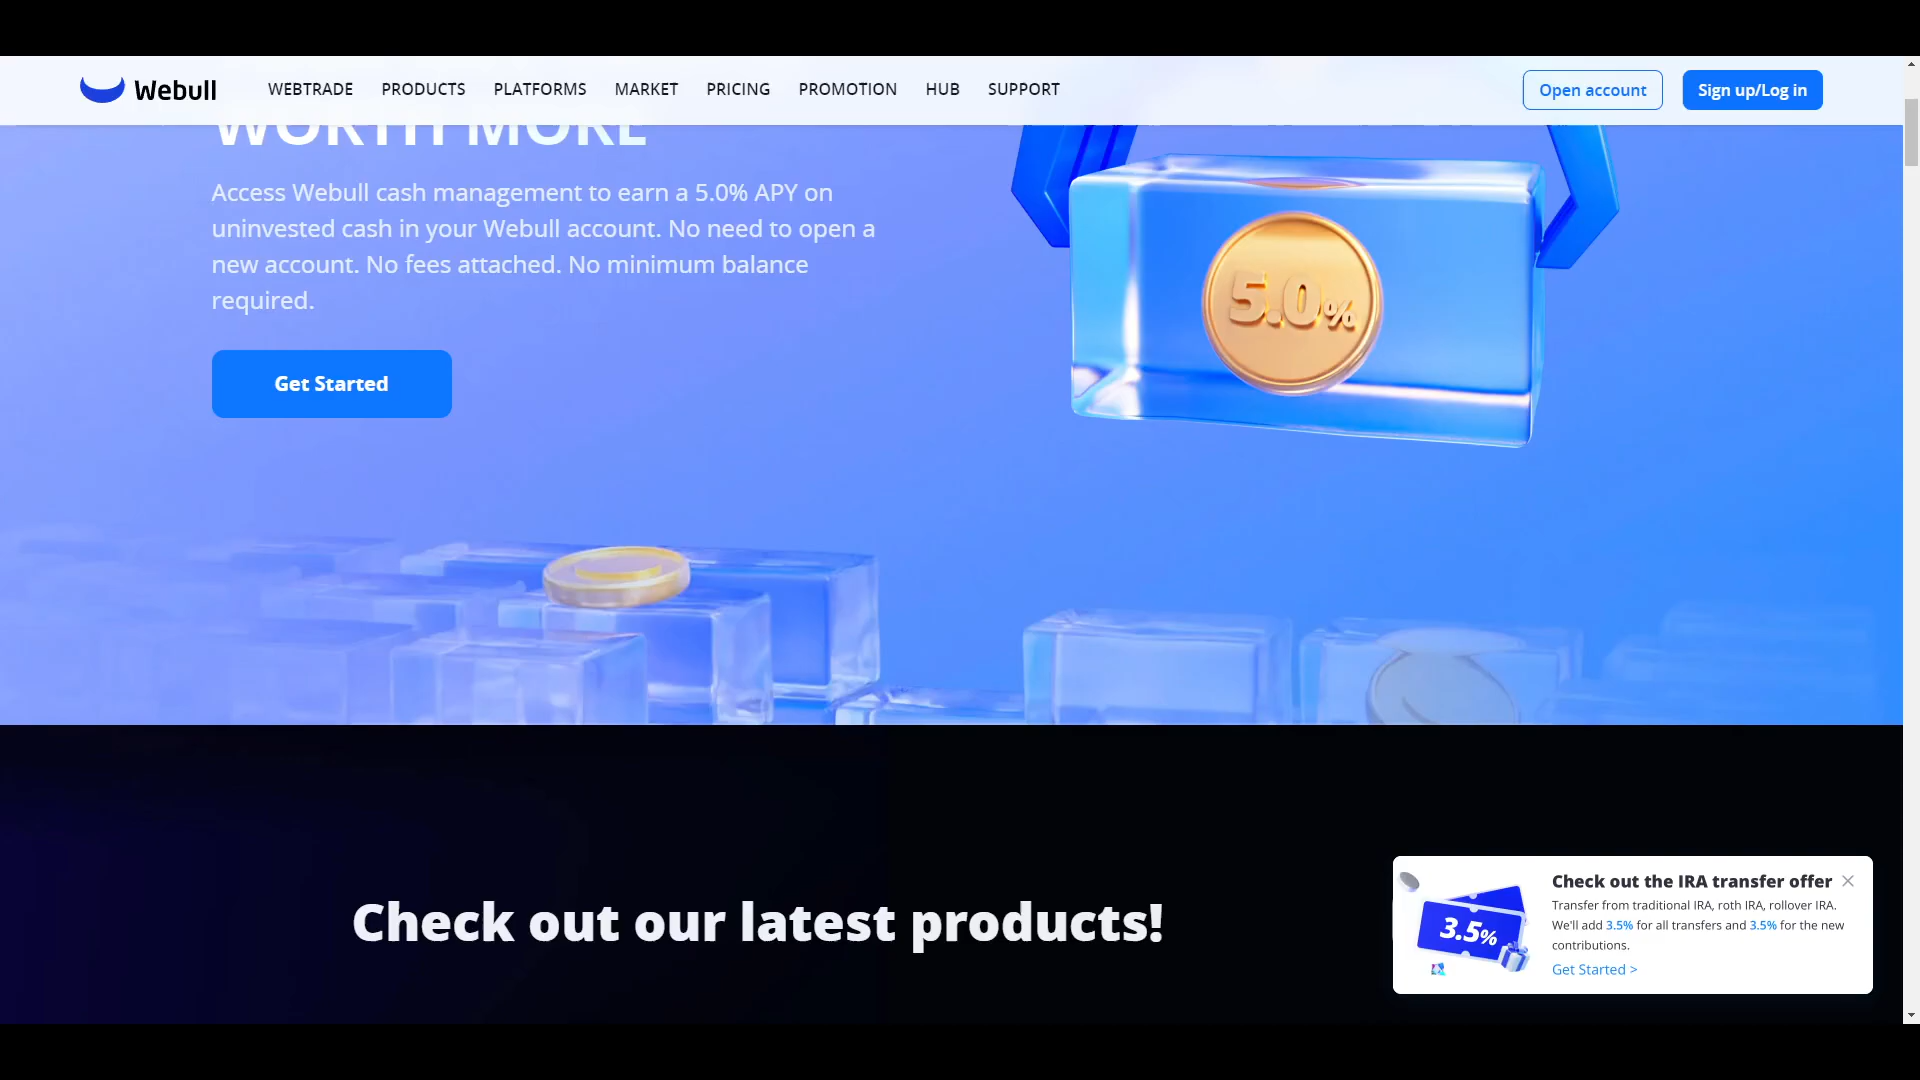 Webull
WEBTRADE PRODUCTS PLATFORMS MARKET PRICING PROMOTION HUB SUPPORT
Open account
Sign up/Log in
WORTH MORE
Access Webull cash management to earn a 5.0% APY on
uninvested cash in your Webull account. No need to open a
new account. No fees attached. No minimum balance
required.
Get Started
5.0%
Check out our latest products!
3.5%
Check out the IRA transfer offer
Transfer from traditional IRA, roth IRA, rollover IRA.
We'll add 3.5% for all transfers and 3.5% for the new
contributions.
Get Started >